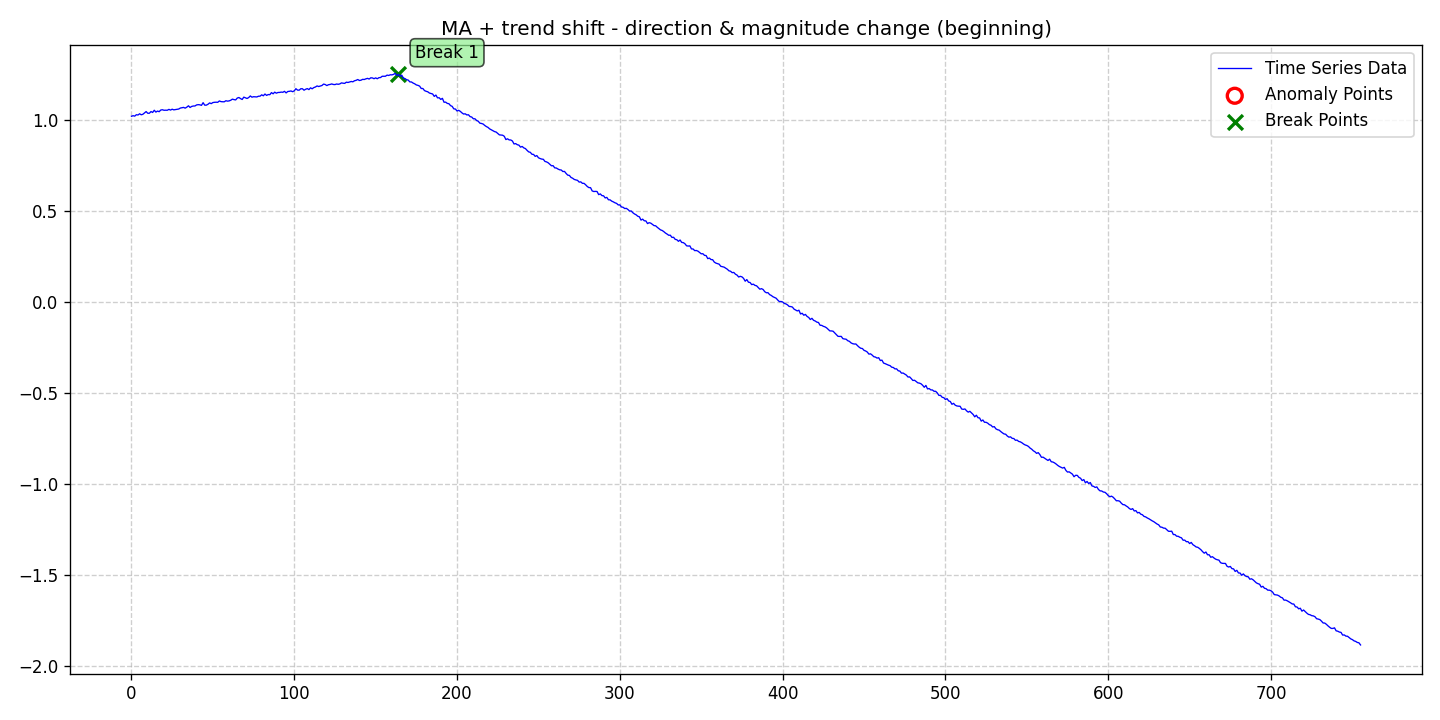 MA + trend shift - direction & magnitude change (beginning)
Break 1
Time Series Data
Anomaly Points
Break Points
1.0
0.5
0.0
−0.5
−1.0
−1.5
−2.0
0 100 200 300 400 500 600 700